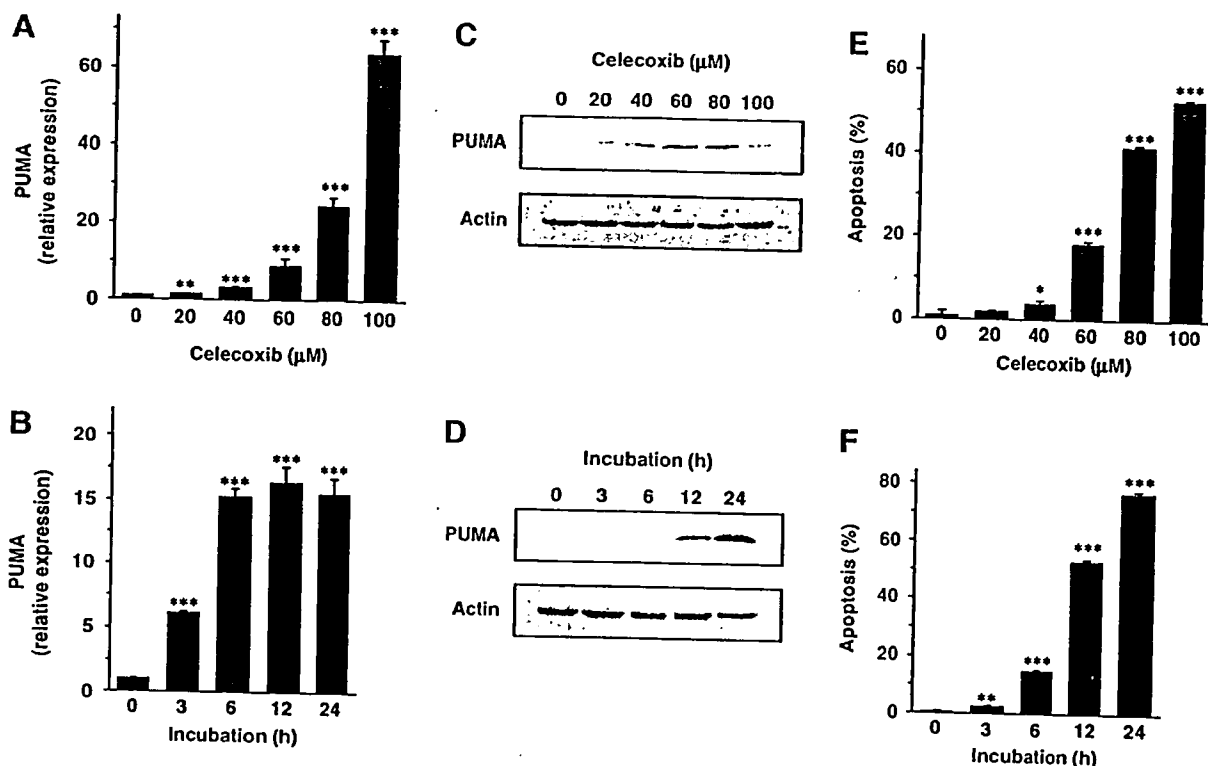 A
PUMA
(relative expression)
60
40
20
0
***
***
***
***
**
0 20 40 60 80 100
Celecoxib (µM)
C
Celecoxib (µM)
0 20 40 60 80 100
PUMA
Actin
E
Apoptosis (%)
60
40
20
0
***
***
***
*
0 20 40 60 80 100
Celecoxib (µM)
B
PUMA
(relative expression)
20
15
10
5
0
***
***
***
***
0 3 6 12 24
Incubation (h)
D
Incubation (h)
0 3 6 12 24
PUMA
Actin
F
Apoptosis (%)
80
60
40
20
0
***
***
***
**
0 3 6 12 24
Incubation (h)